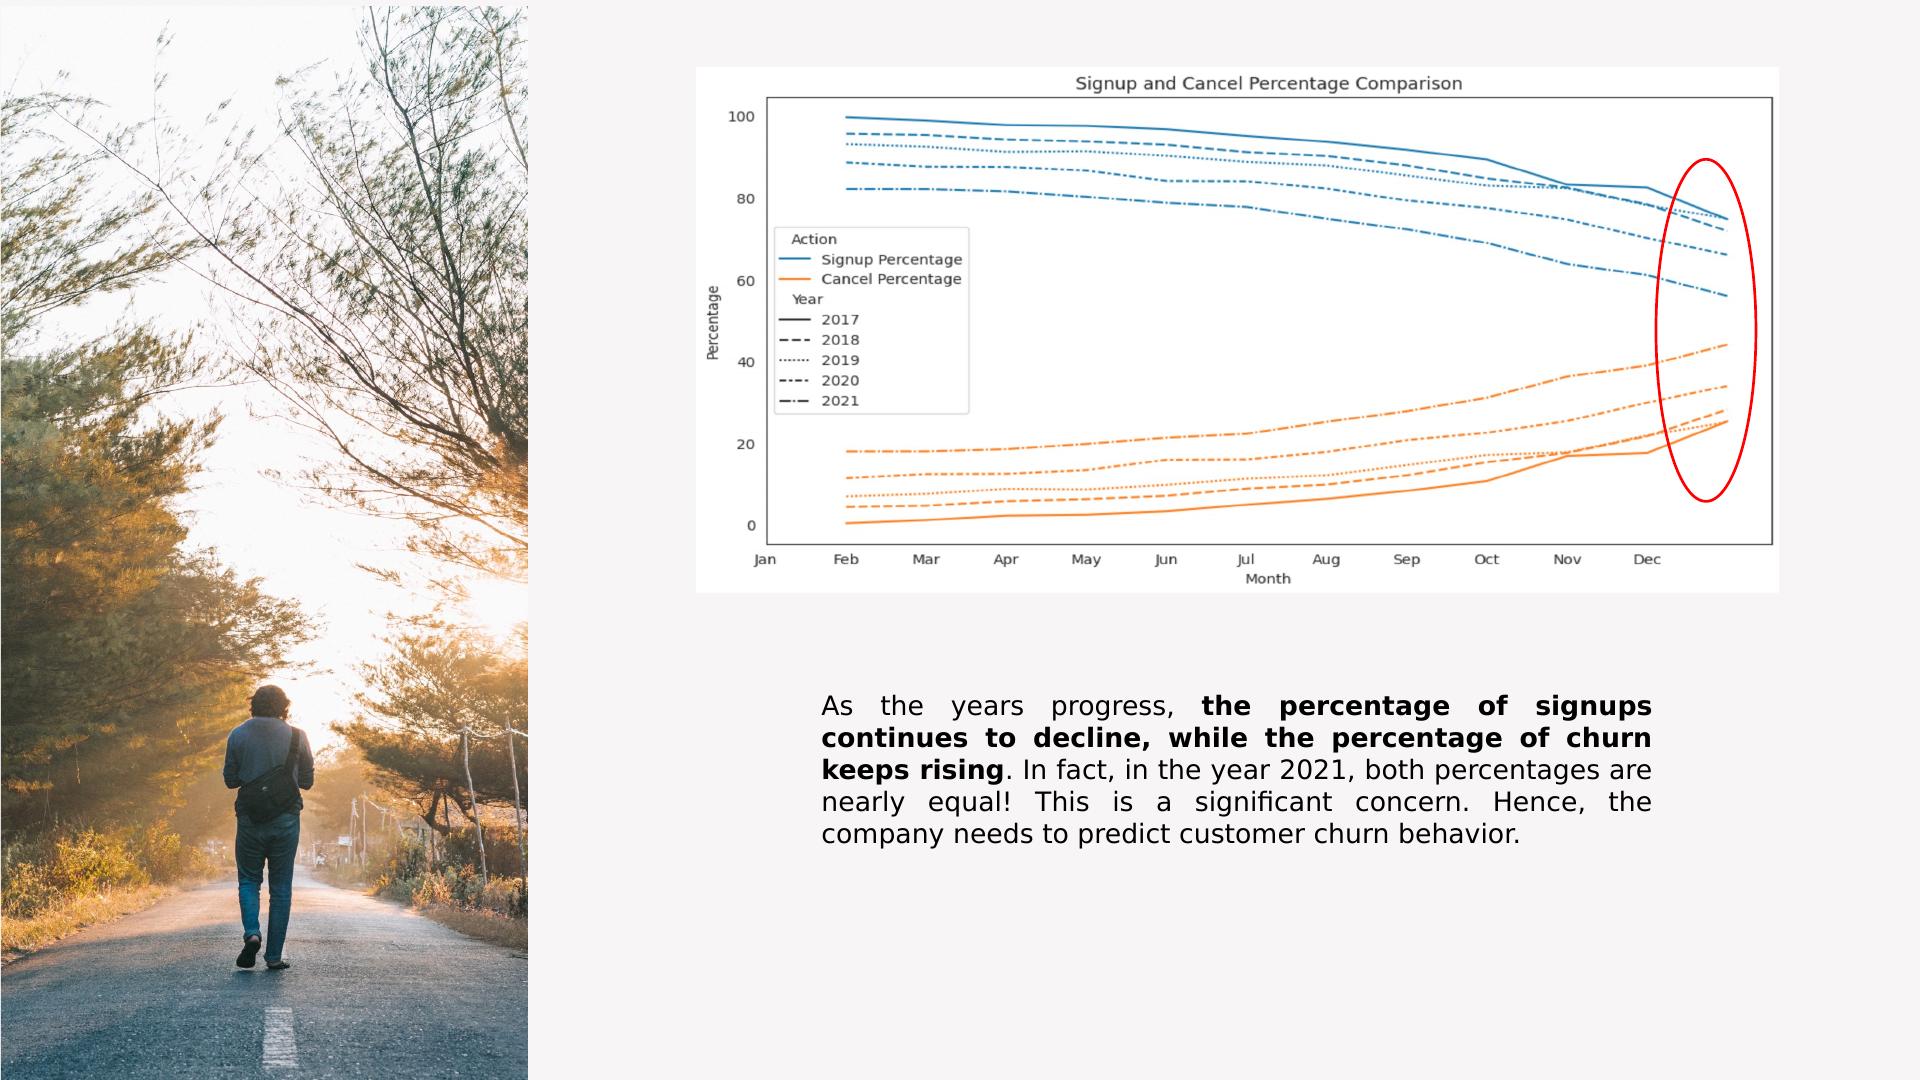 Signup and Cancel Percentage Comparison
100
80
60
40
20
0
Percentage
Action
Signup Percentage
Cancel Percentage
Year
2017
2018
2019
2020
2021
Jan Feb Mar Apr May Jun Jul Aug Sep Oct Nov Dec
Month
As the years progress, the percentage of signups
continues to decline, while the percentage of churn
keeps rising. In fact, in the year 2021, both percentages are
nearly equal! This is a significant concern. Hence, the
company needs to predict customer churn behavior.